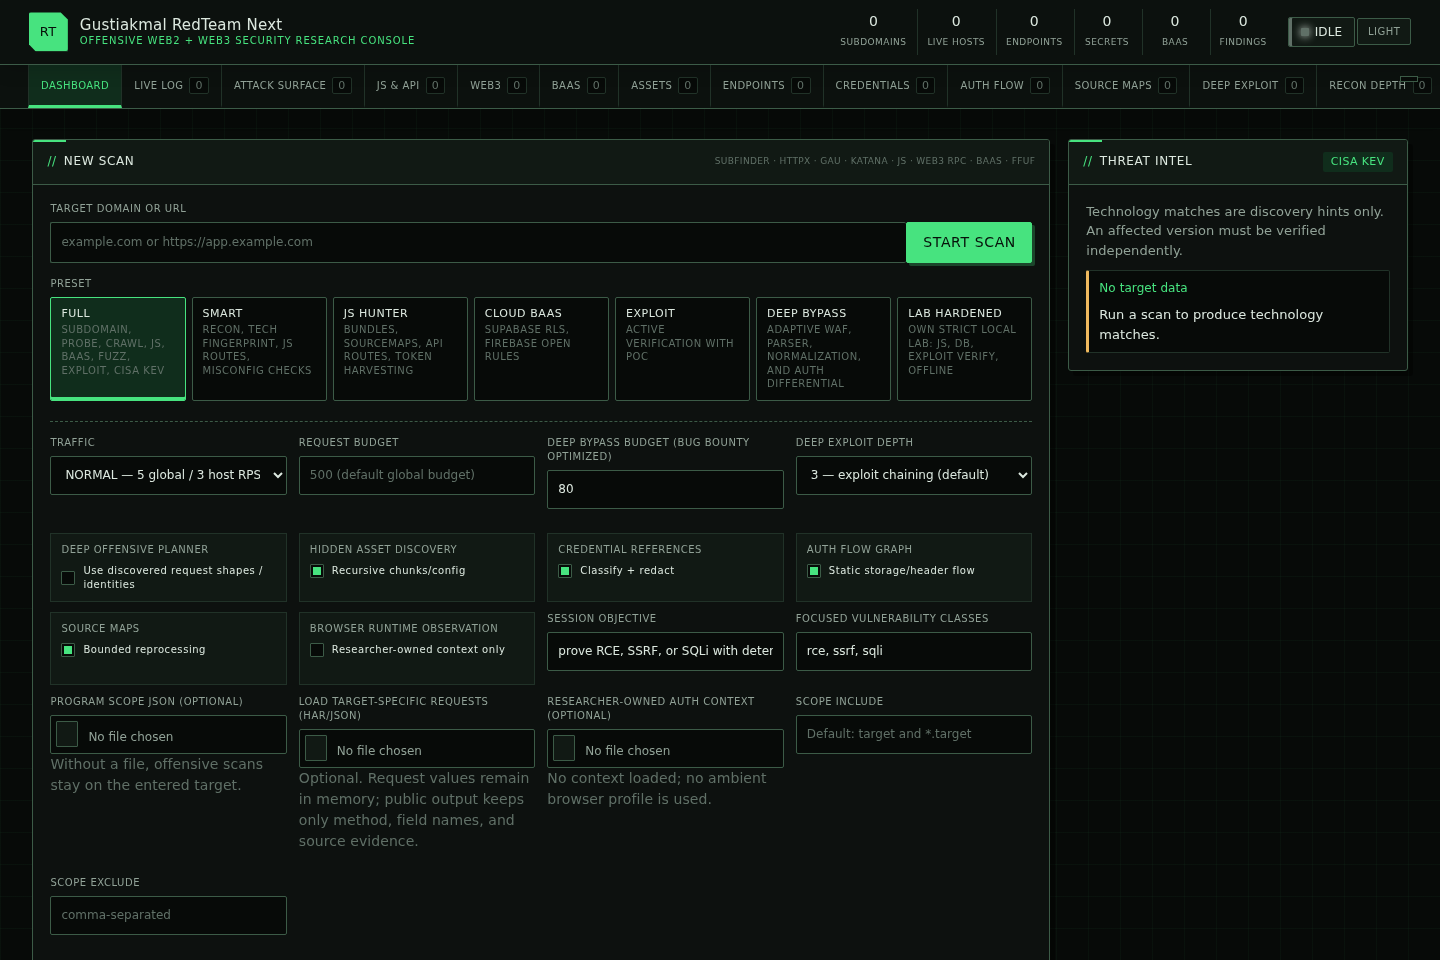 RT
Gustiakmal RedTeam Next
OFFENSIVE WEB2 + WEB3 SECURITY RESEARCH CONSOLE
0 SUBDOMAINS
0 LIVE HOSTS
0 ENDPOINTS
0 SECRETS
0 BAAS
0 FINDINGS
IDLE
LIGHT
DASHBOARD
LIVE LOG 0
ATTACK SURFACE 0
JS & API 0
WEB3 0
BAAS 0
ASSETS 0
ENDPOINTS 0
CREDENTIALS 0
AUTH FLOW 0
SOURCE MAPS 0
DEEP EXPLOIT 0
RECON DEPTH 0
// NEW SCAN
SUBFINDER · HTTPX · GAU · KATANA · JS · WEB3 RPC · BAAS · FFUF
TARGET DOMAIN OR URL
example.com or https://app.example.com
START SCAN
PRESET
FULL
SUBDOMAIN,
PROBE, CRAWL, JS,
BAAS, FUZZ,
EXPLOIT, CISA KEV
SMART
RECON, TECH
FINGERPRINT, JS
ROUTES,
MISCONFIG CHECKS
JS HUNTER
BUNDLES,
SOURCEMAPS, API
ROUTES, TOKEN
HARVESTING
CLOUD BAAS
SUPABASE RLS,
FIREBASE OPEN
RULES
EXPLOIT
ACTIVE
VERIFICATION WITH
POC
DEEP BYPASS
ADAPTIVE WAF,
PARSER,
NORMALIZATION,
AND AUTH
DIFFERENTIAL
LAB HARDENED
OWN STRICT LOCAL
LAB: JS, DB,
EXPLOIT VERIFY,
OFFLINE
TRAFFIC
NORMAL — 5 global / 3 host RPS
REQUEST BUDGET
500 (default global budget)
DEEP BYPASS BUDGET (BUG BOUNTY
OPTIMIZED)
80
DEEP EXPLOIT DEPTH
3 — exploit chaining (default)
DEEP OFFENSIVE PLANNER
Use discovered request shapes /
identities
HIDDEN ASSET DISCOVERY
Recursive chunks/config
CREDENTIAL REFERENCES
Classify + redact
AUTH FLOW GRAPH
Static storage/header flow
SOURCE MAPS
Bounded reprocessing
BROWSER RUNTIME OBSERVATION
Researcher-owned context only
SESSION OBJECTIVE
prove RCE, SSRF, or SQLi with deter
FOCUSED VULNERABILITY CLASSES
rce, ssrf, sqli
PROGRAM SCOPE JSON (OPTIONAL)
No file chosen
Without a file, offensive scans
stay on the entered target.
LOAD TARGET-SPECIFIC REQUESTS
(HAR/JSON)
No file chosen
Optional. Request values remain
in memory; public output keeps
only method, field names, and
source evidence.
RESEARCHER-OWNED AUTH CONTEXT
(OPTIONAL)
No file chosen
No context loaded; no ambient
browser profile is used.
SCOPE INCLUDE
Default: target and *.target
SCOPE EXCLUDE
comma-separated
// THREAT INTEL
CISA KEV
Technology matches are discovery hints only.
An affected version must be verified
independently.
No target data
Run a scan to produce technology
matches.